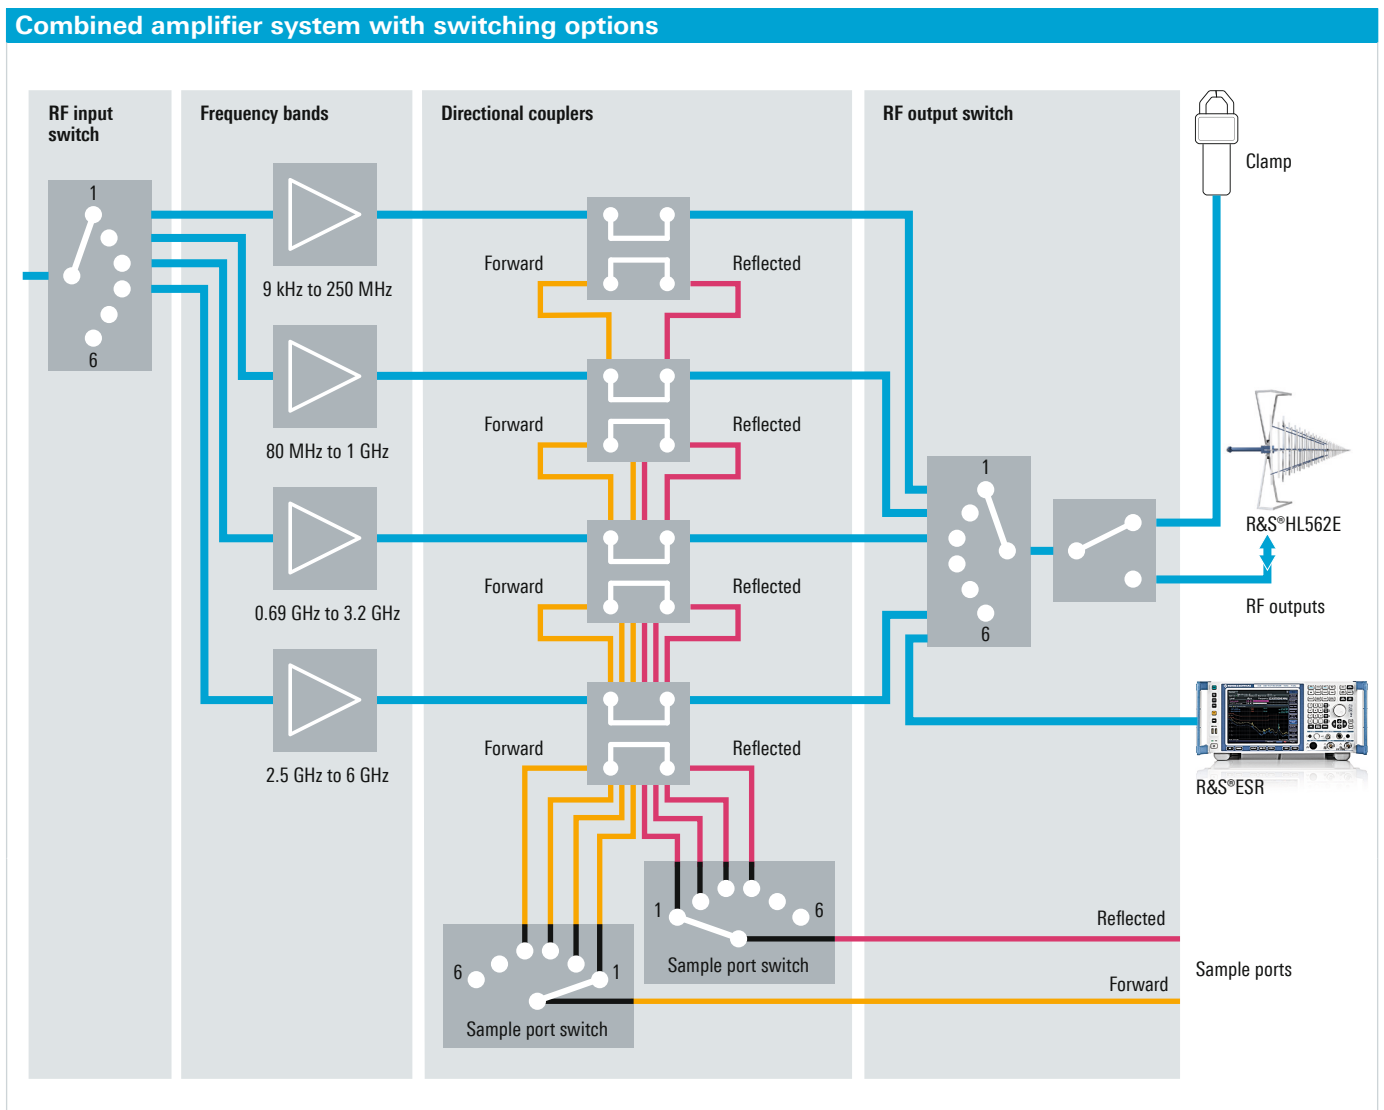 Combined amplifier system with switching options
RF input
switch
Frequency bands
Directional couplers
RF output switch
1
6
9 kHz to 250 MHz
80 MHz to 1 GHz
0.69 GHz to 3.2 GHz
2.5 GHz to 6 GHz
Forward
Reflected
Forward
Reflected
Forward
Reflected
Forward
Reflected
1
6
Clamp
R&S®HL562E
RF outputs
R&S®ESR
1
6
Sample port switch
6
1
Sample port switch
Reflected
Forward
Sample ports